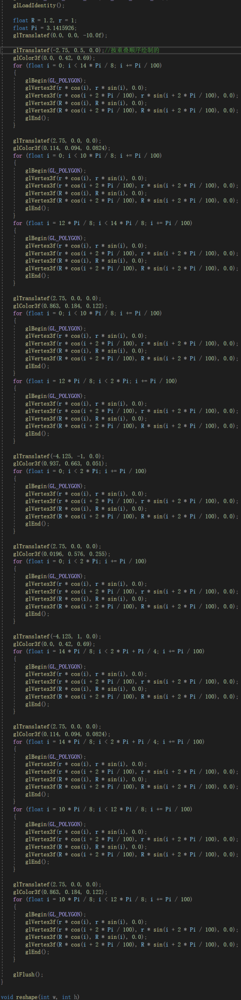 glLoadIdentity();
float R = 1.2, r = 1;
float Pi = 3.1415926;
glTranslatef(0.0, 0.0, -10.0f);
glTranslatef(-2.75, 0.5, 0.0);//按重叠顺序绘制的
glColor3f(0.0, 0.42, 0.69);
for (float i = 0; i < 14 * Pi / 8; i += Pi / 100)
{
glBegin(GL_POLYGON);
glVertex3f(r * cos(i), r * sin(i), 0.0);
glVertex3f(r * cos(i + 2 * Pi / 100), r * sin(i + 2 * Pi / 100), 0.0);
glVertex3f(R * cos(i), R * sin(i), 0.0);
glVertex3f(R * cos(i + 2 * Pi / 100), R * sin(i + 2 * Pi / 100), 0.0);
glEnd();
}
glTranslatef(2.75, 0.0, 0.0);
glColor3f(0.114, 0.094, 0.0824);
for (float i = 0; i < 10 * Pi / 8; i += Pi / 100)
{
glBegin(GL_POLYGON);
glVertex3f(r * cos(i), r * sin(i), 0.0);
glVertex3f(r * cos(i + 2 * Pi / 100), r * sin(i + 2 * Pi / 100), 0.0);
glVertex3f(R * cos(i), R * sin(i), 0.0);
glVertex3f(R * cos(i + 2 * Pi / 100), R * sin(i + 2 * Pi / 100), 0.0);
glEnd();
}
for (float i = 12 * Pi / 8; i < 14 * Pi / 8; i += Pi / 100)
{
glBegin(GL_POLYGON);
glVertex3f(r * cos(i), r * sin(i), 0.0);
glVertex3f(r * cos(i + 2 * Pi / 100), r * sin(i + 2 * Pi / 100), 0.0);
glVertex3f(R * cos(i), R * sin(i), 0.0);
glVertex3f(R * cos(i + 2 * Pi / 100), R * sin(i + 2 * Pi / 100), 0.0);
glEnd();
}
glTranslatef(2.75, 0.0, 0.0);
glColor3f(0.863, 0.184, 0.122);
for (float i = 0; i < 10 * Pi / 8; i += Pi / 100)
{
glBegin(GL_POLYGON);
glVertex3f(r * cos(i), r * sin(i), 0.0);
glVertex3f(r * cos(i + 2 * Pi / 100), r * sin(i + 2 * Pi / 100), 0.0);
glVertex3f(R * cos(i), R * sin(i), 0.0);
glVertex3f(R * cos(i + 2 * Pi / 100), R * sin(i + 2 * Pi / 100), 0.0);
glEnd();
}
for (float i = 12 * Pi / 8; i < 2 * Pi; i += Pi / 100)
{
glBegin(GL_POLYGON);
glVertex3f(r * cos(i), r * sin(i), 0.0);
glVertex3f(r * cos(i + 2 * Pi / 100), r * sin(i + 2 * Pi / 100), 0.0);
glVertex3f(R * cos(i), R * sin(i), 0.0);
glVertex3f(R * cos(i + 2 * Pi / 100), R * sin(i + 2 * Pi / 100), 0.0);
glEnd();
}
glTranslatef(-4.125, -1, 0.0);
glColor3f(0.937, 0.663, 0.051);
for (float i = 0; i < 2 * Pi; i += Pi / 100)
{
glBegin(GL_POLYGON);
glVertex3f(r * cos(i), r * sin(i), 0.0);
glVertex3f(r * cos(i + 2 * Pi / 100), r * sin(i + 2 * Pi / 100), 0.0);
glVertex3f(R * cos(i), R * sin(i), 0.0);
glVertex3f(R * cos(i + 2 * Pi / 100), R * sin(i + 2 * Pi / 100), 0.0);
glEnd();
}
glTranslatef(2.75, 0.0, 0.0);
glColor3f(0.0196, 0.576, 0.255);
for (float i = 0; i < 2 * Pi; i += Pi / 100)
{
glBegin(GL_POLYGON);
glVertex3f(r * cos(i), r * sin(i), 0.0);
glVertex3f(r * cos(i + 2 * Pi / 100), r * sin(i + 2 * Pi / 100), 0.0);
glVertex3f(R * cos(i), R * sin(i), 0.0);
glVertex3f(R * cos(i + 2 * Pi / 100), R * sin(i + 2 * Pi / 100), 0.0);
glEnd();
}
glTranslatef(-4.125, 1, 0.0);
glColor3f(0.0, 0.42, 0.69);
for (float i = 14 * Pi / 8; i < 2 * Pi + Pi / 4; i += Pi / 100)
{
glBegin(GL_POLYGON);
glVertex3f(r * cos(i), r * sin(i), 0.0);
glVertex3f(r * cos(i + 2 * Pi / 100), r * sin(i + 2 * Pi / 100), 0.0);
glVertex3f(R * cos(i), R * sin(i), 0.0);
glVertex3f(R * cos(i + 2 * Pi / 100), R * sin(i + 2 * Pi / 100), 0.0);
glEnd();
}
glTranslatef(2.75, 0.0, 0.0);
glColor3f(0.114, 0.094, 0.0824);
for (float i = 14 * Pi / 8; i < 2 * Pi + Pi / 4; i += Pi / 100)
{
glBegin(GL_POLYGON);
glVertex3f(r * cos(i), r * sin(i), 0.0);
glVertex3f(r * cos(i + 2 * Pi / 100), r * sin(i + 2 * Pi / 100), 0.0);
glVertex3f(R * cos(i), R * sin(i), 0.0);
glVertex3f(R * cos(i + 2 * Pi / 100), R * sin(i + 2 * Pi / 100), 0.0);
glEnd();
}
for (float i = 10 * Pi / 8; i < 12 * Pi / 8; i += Pi / 100)
{
glBegin(GL_POLYGON);
glVertex3f(r * cos(i), r * sin(i), 0.0);
glVertex3f(r * cos(i + 2 * Pi / 100), r * sin(i + 2 * Pi / 100), 0.0);
glVertex3f(R * cos(i), R * sin(i), 0.0);
glVertex3f(R * cos(i + 2 * Pi / 100), R * sin(i + 2 * Pi / 100), 0.0);
glEnd();
}
glTranslatef(2.75, 0.0, 0.0);
glColor3f(0.863, 0.184, 0.122);
for (float i = 10 * Pi / 8; i < 12 * Pi / 8; i += Pi / 100)
{
glBegin(GL_POLYGON);
glVertex3f(r * cos(i), r * sin(i), 0.0);
glVertex3f(r * cos(i + 2 * Pi / 100), r * sin(i + 2 * Pi / 100), 0.0);
glVertex3f(R * cos(i), R * sin(i), 0.0);
glVertex3f(R * cos(i + 2 * Pi / 100), R * sin(i + 2 * Pi / 100), 0.0);
glEnd();
}
glFlush();
}
void reshape(int w, int h)